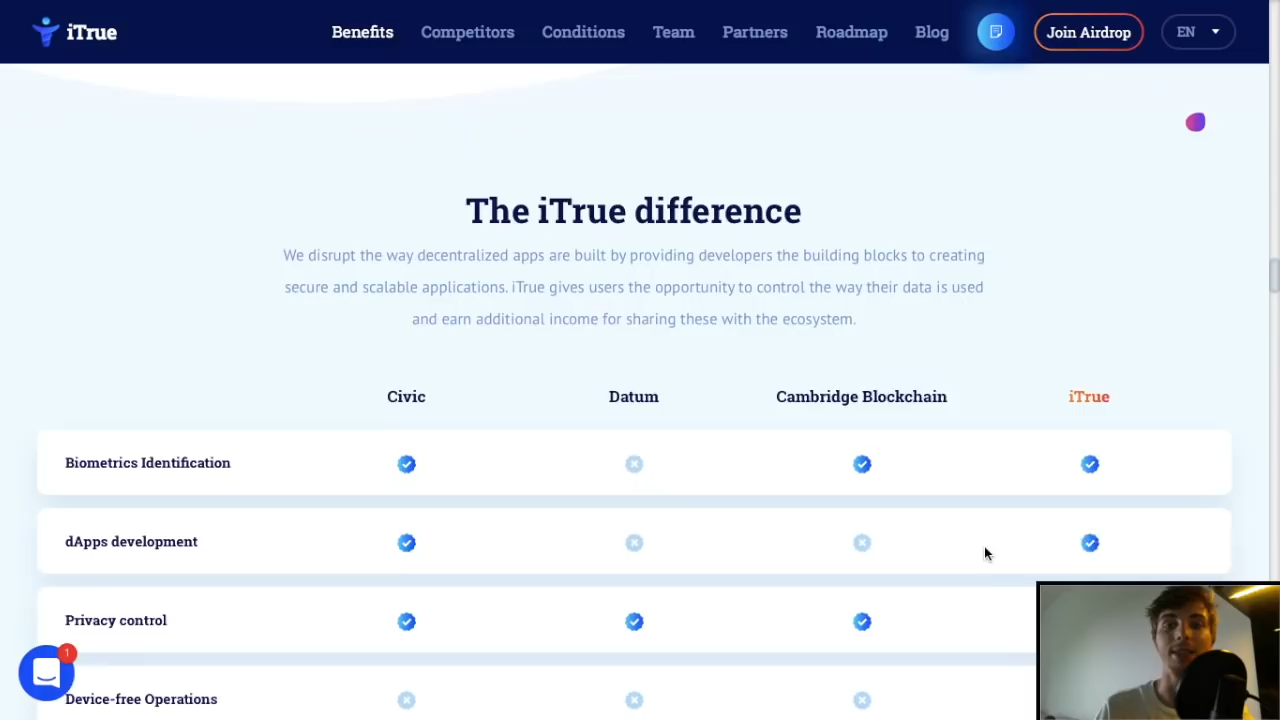 iTrue
Benefits
Competitors
Conditions
Team
Partners
Roadmap
Blog
Join Airdrop
EN
The iTrue difference
We disrupt the way decentralized apps are built by providing developers the building blocks to creating
secure and scalable applications. iTrue gives users the opportunity to control the way their data is used
and earn additional income for sharing these with the ecosystem.
Civic
Datum
Cambridge Blockchain
iTrue
Biometrics Identification
dApps development
Privacy control
1
Device-free Operations